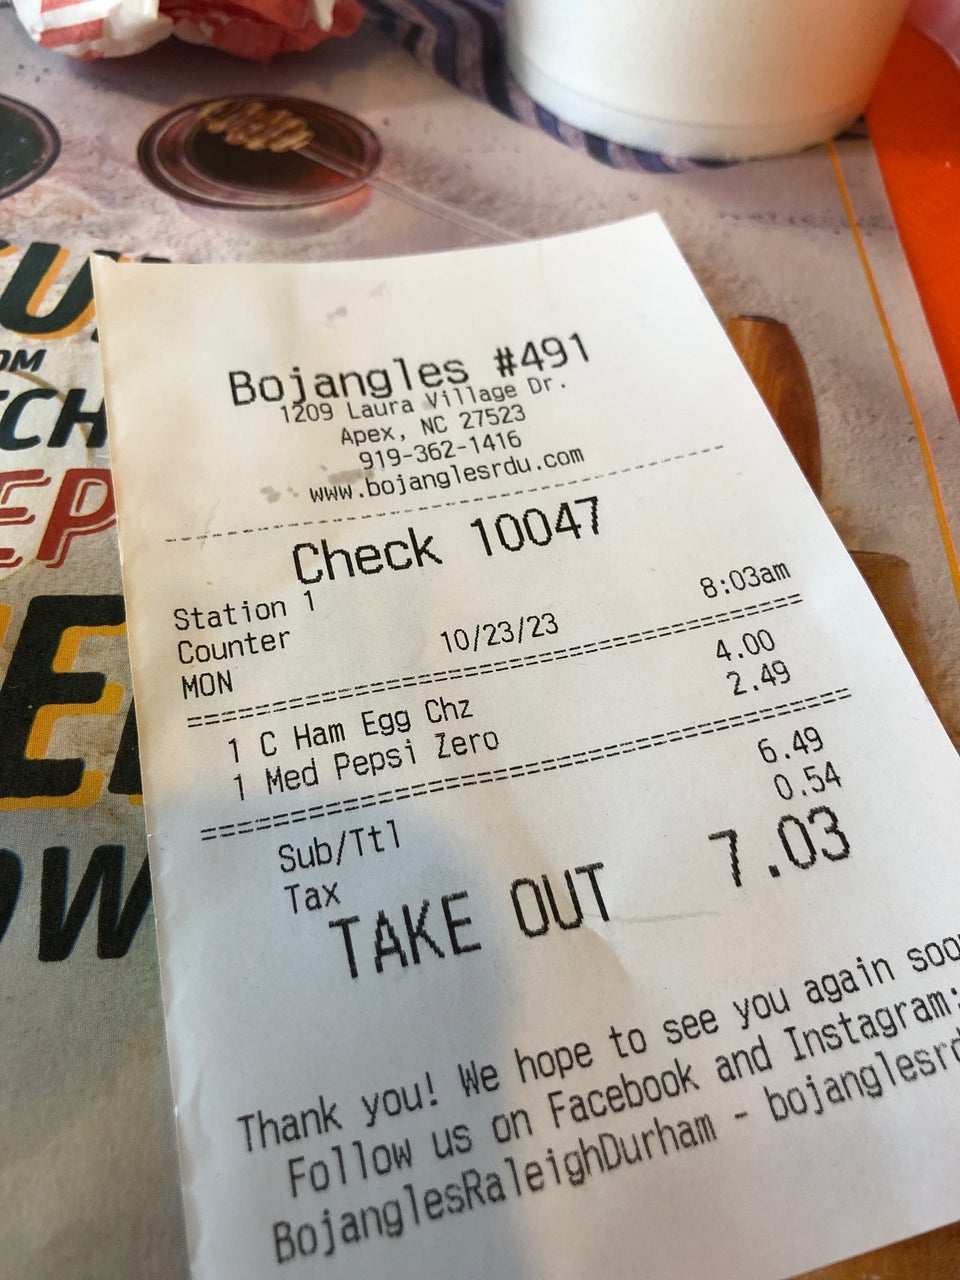 Bojangles #491
1209 Laura Village Dr.
Apex, NC 27523
919-362-1416
www.bojanglesrdu.com
Check 10047
Station 1
Counter 8:03am
MON 10/23/23
1 C Ham Egg Chz 4.00
1 Med Pepsi Zero 2.49
Sub/Ttl 6.49
Tax 0.54
TAKE OUT 7.03
Thank you! We hope to see you again soo
Follow us on Facebook and Instagram:
BojanglesRaleighDurham - bojanglesrd